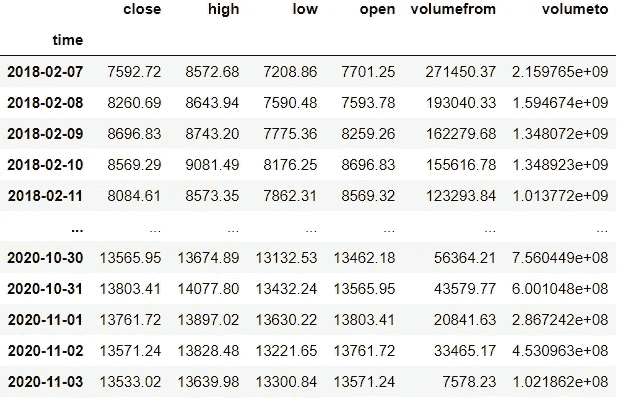 close high low open volumefrom volumeto
time
2018-02-07 7592.72 8572.68 7208.86 7701.25 271450.37 2.159765e+09
2018-02-08 8260.69 8643.94 7590.48 7593.78 193040.33 1.594674e+09
2018-02-09 8696.83 8743.20 7775.36 8259.26 162279.68 1.348072e+09
2018-02-10 8569.29 9081.49 8176.25 8696.83 155616.78 1.348923e+09
2018-02-11 8084.61 8573.35 7862.31 8569.32 123293.84 1.013772e+09
... ... ... ... ... ... ...
2020-10-30 13565.95 13674.89 13132.53 13462.18 56364.21 7.560449e+08
2020-10-31 13803.41 14077.80 13432.24 13565.95 43579.77 6.001048e+08
2020-11-01 13761.72 13897.02 13630.22 13803.41 20841.63 2.867242e+08
2020-11-02 13571.24 13828.48 13221.65 13761.72 33465.17 4.530963e+08
2020-11-03 13533.02 13639.98 13300.84 13571.24 7578.23 1.021862e+08